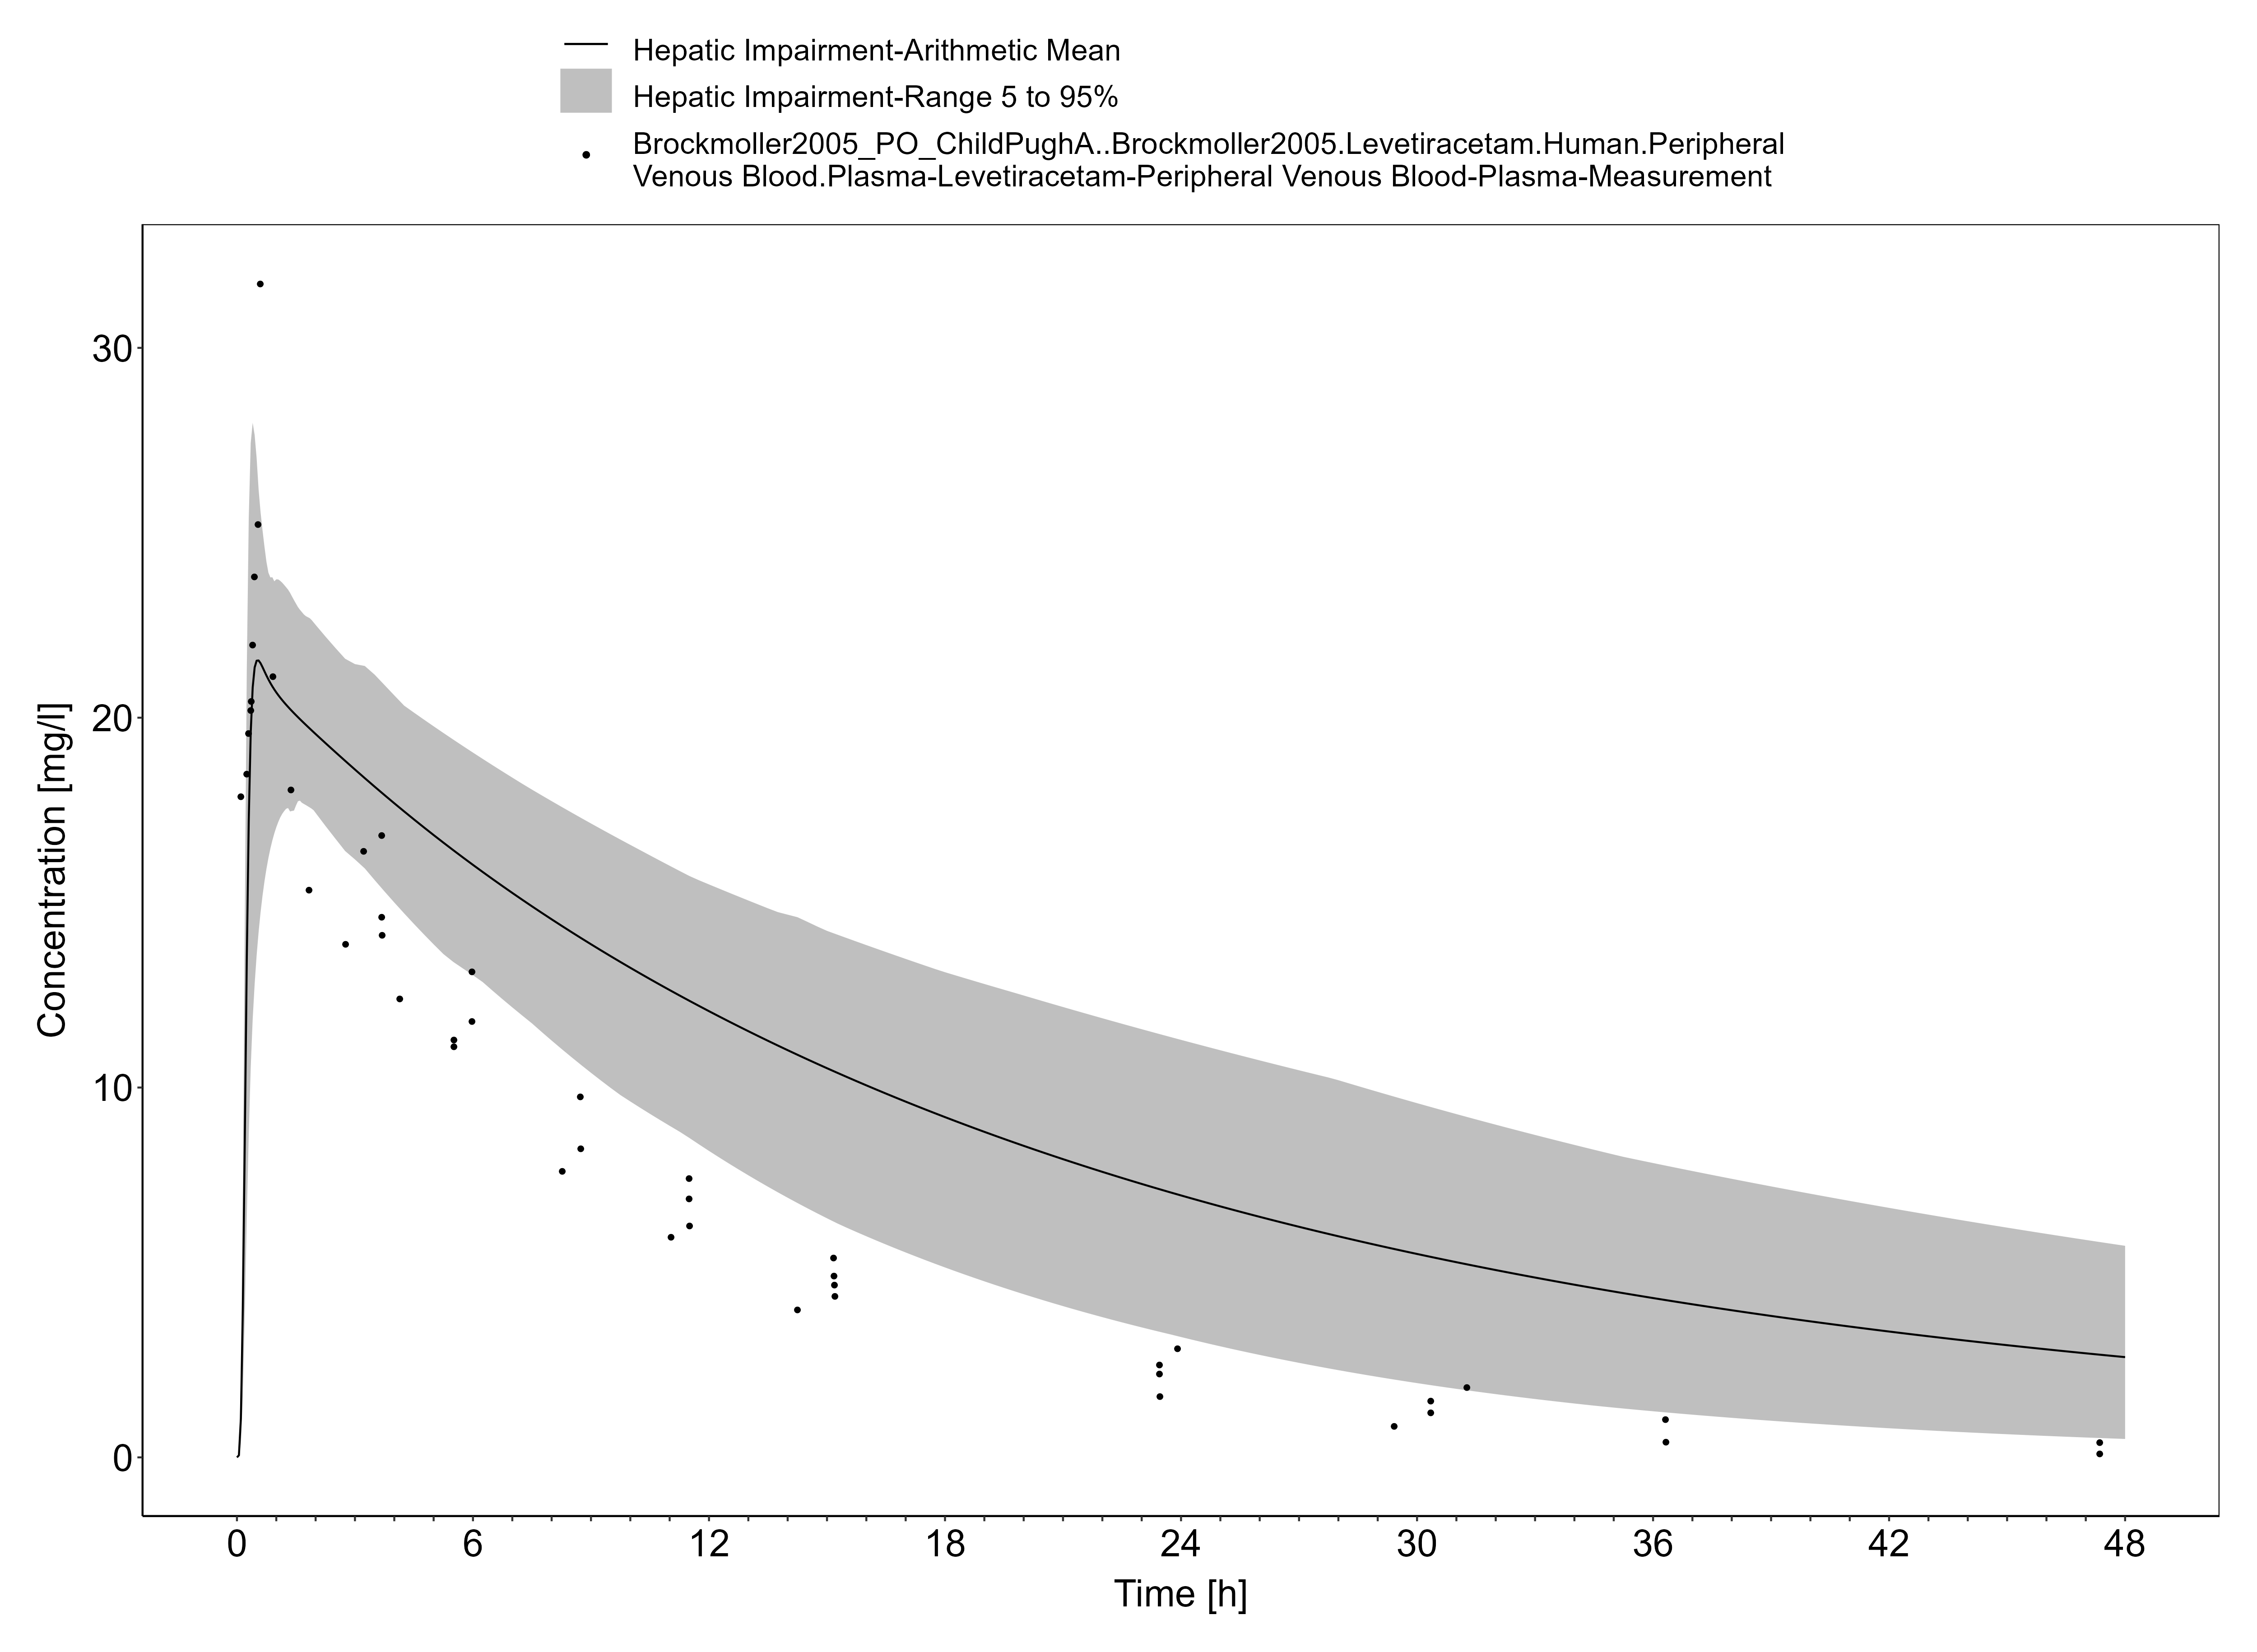 Hepatic Impairment-Arithmetic Mean
Hepatic Impairment-Range 5 to 95%
Brockmoller2005_PO_ChildPughA..Brockmoller2005.Levetiracetam.Human.Peripheral
Venous Blood.Plasma-Levetiracetam-Peripheral Venous Blood-Plasma-Measurement
Concentration [mg/l]
30
20
10
0
0 6 12 18 24 30 36 42 48
Time [h]